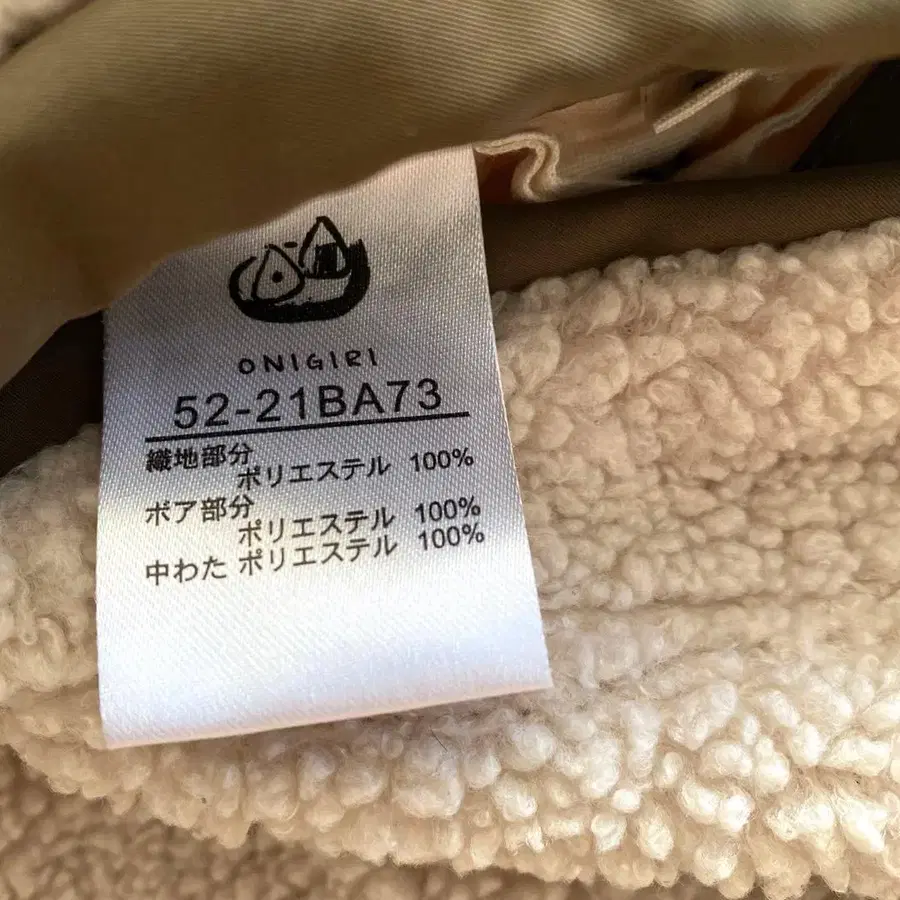 ONIGIRI
52-21BA73
織地部分
ポリエステル 100%
ボア部分
ポリエステル 100%
中わた ポリエステル 100%